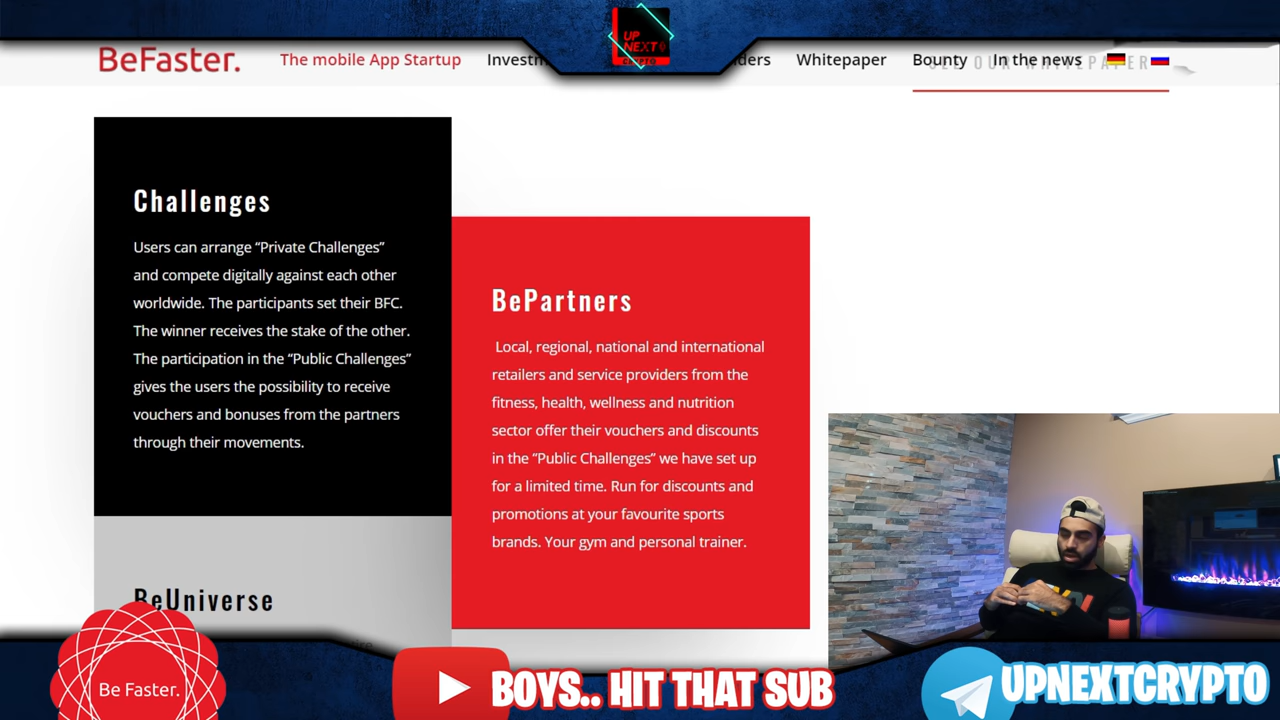 UP
NEXT
CRYPTO
BeFaster.
The mobile App Startup
Whitepaper
Bounty
In the news
Challenges
Users can arrange “Private Challenges”
and compete digitally against each other
worldwide. The participants set their BFC.
The winner receives the stake of the other.
The participation in the “Public Challenges”
gives the users the possibility to receive
vouchers and bonuses from the partners
through their movements.
BePartners
Local, regional, national and international
retailers and service providers from the
fitness, health, wellness and nutrition
sector offer their vouchers and discounts
in the “Public Challenges” we have set up
for a limited time. Run for discounts and
promotions at your favourite sports
brands. Your gym and personal trainer.
BeUniverse
Be Faster.
BOYS.. HIT THAT SUB
UPNEXTCRYPTO